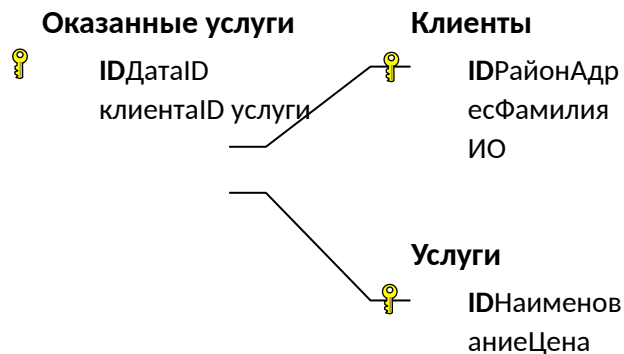 Оказанные услуги
IDДатаID
клиентаID услуги
Клиенты
IDРайонАдр
есФамилия
ИО
Услуги
IDНаименов
аниеЦена